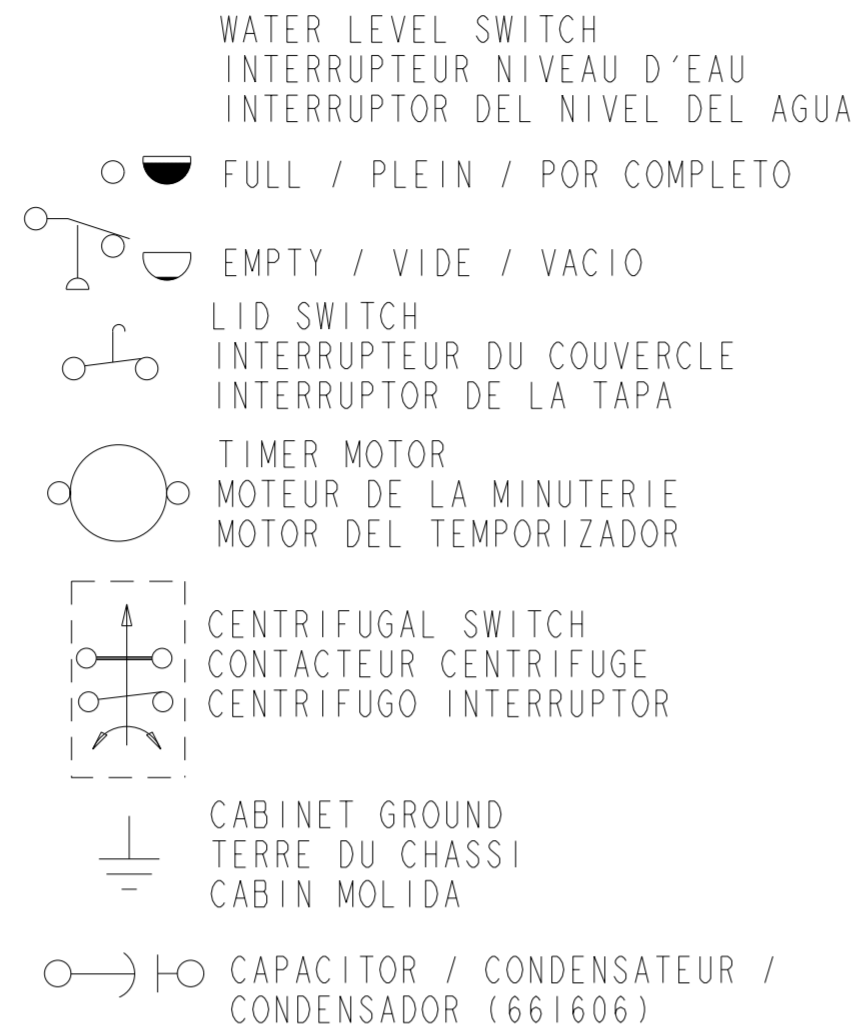 WATER LEVEL SWITCH
INTERRUPTEUR NIVEAU D'EAU
INTERRUPTOR DEL NIVEL DEL AGUA
FULL / PLEIN / POR COMPLETO
EMPTY / VIDE / VACIO
LID SWITCH
INTERRUPTEUR DU COUVERCLE
INTERRUPTOR DE LA TAPA
TIMER MOTOR
MOTEUR DE LA MINUTERIE
MOTOR DEL TEMPORIZADOR
CENTRIFUGAL SWITCH
CONTACTEUR CENTRIFUGE
CENTRIFUGO INTERRUPTOR
CABINET GROUND
TERRE DU CHASSI
CABIN MOLIDA
CAPACITOR / CONDENSATEUR /
CONDENSADOR (661606)